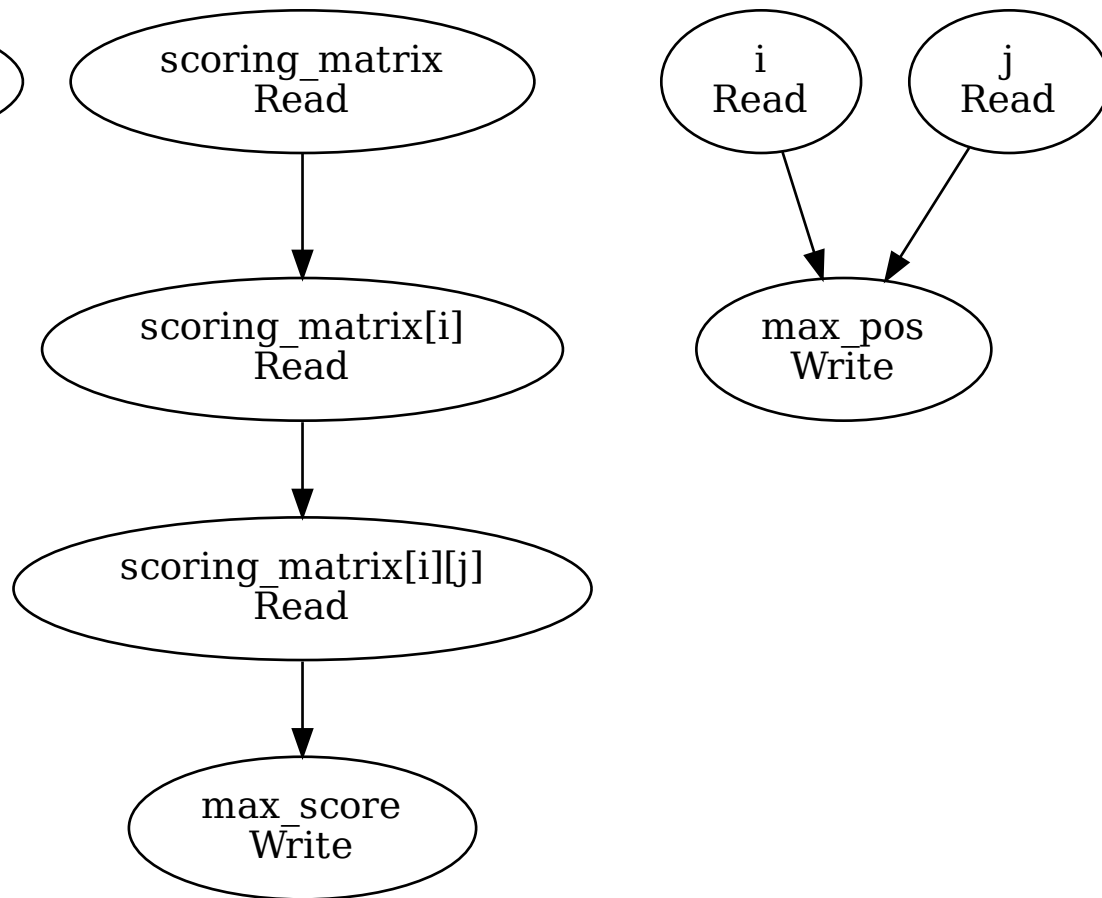 scoring_matrix
Read
i
Read
j
Read
scoring_matrix[i]
Read
max_pos
Write
scoring_matrix[i][j]
Read
max_score
Write